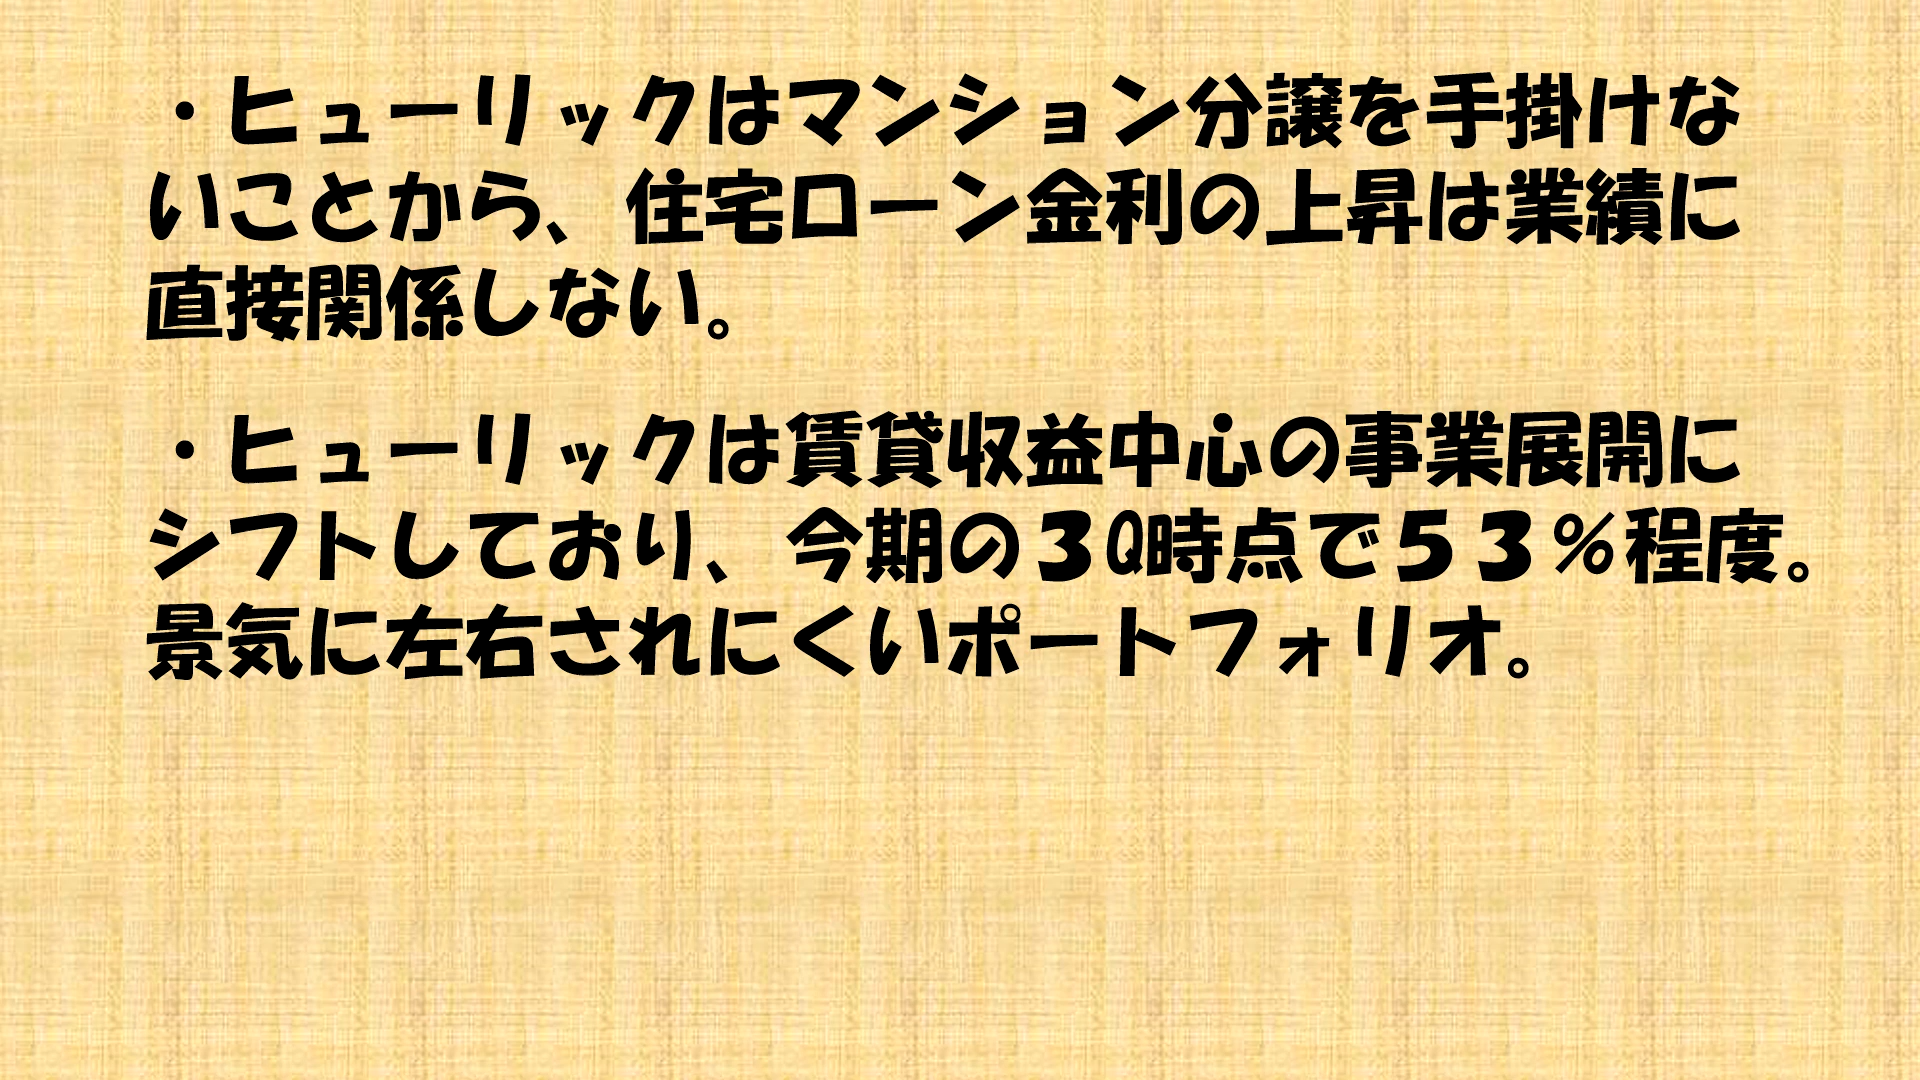 ・ヒューリックはマンション分譲を手掛けな
いことから、住宅ローン金利の上昇は業績に
直接関係しない。
・ヒューリックは賃貸収益中心の事業展開に
シフトしており、今期の３Q時点で５３％程度。
景気に左右されにくいポートフォリオ。